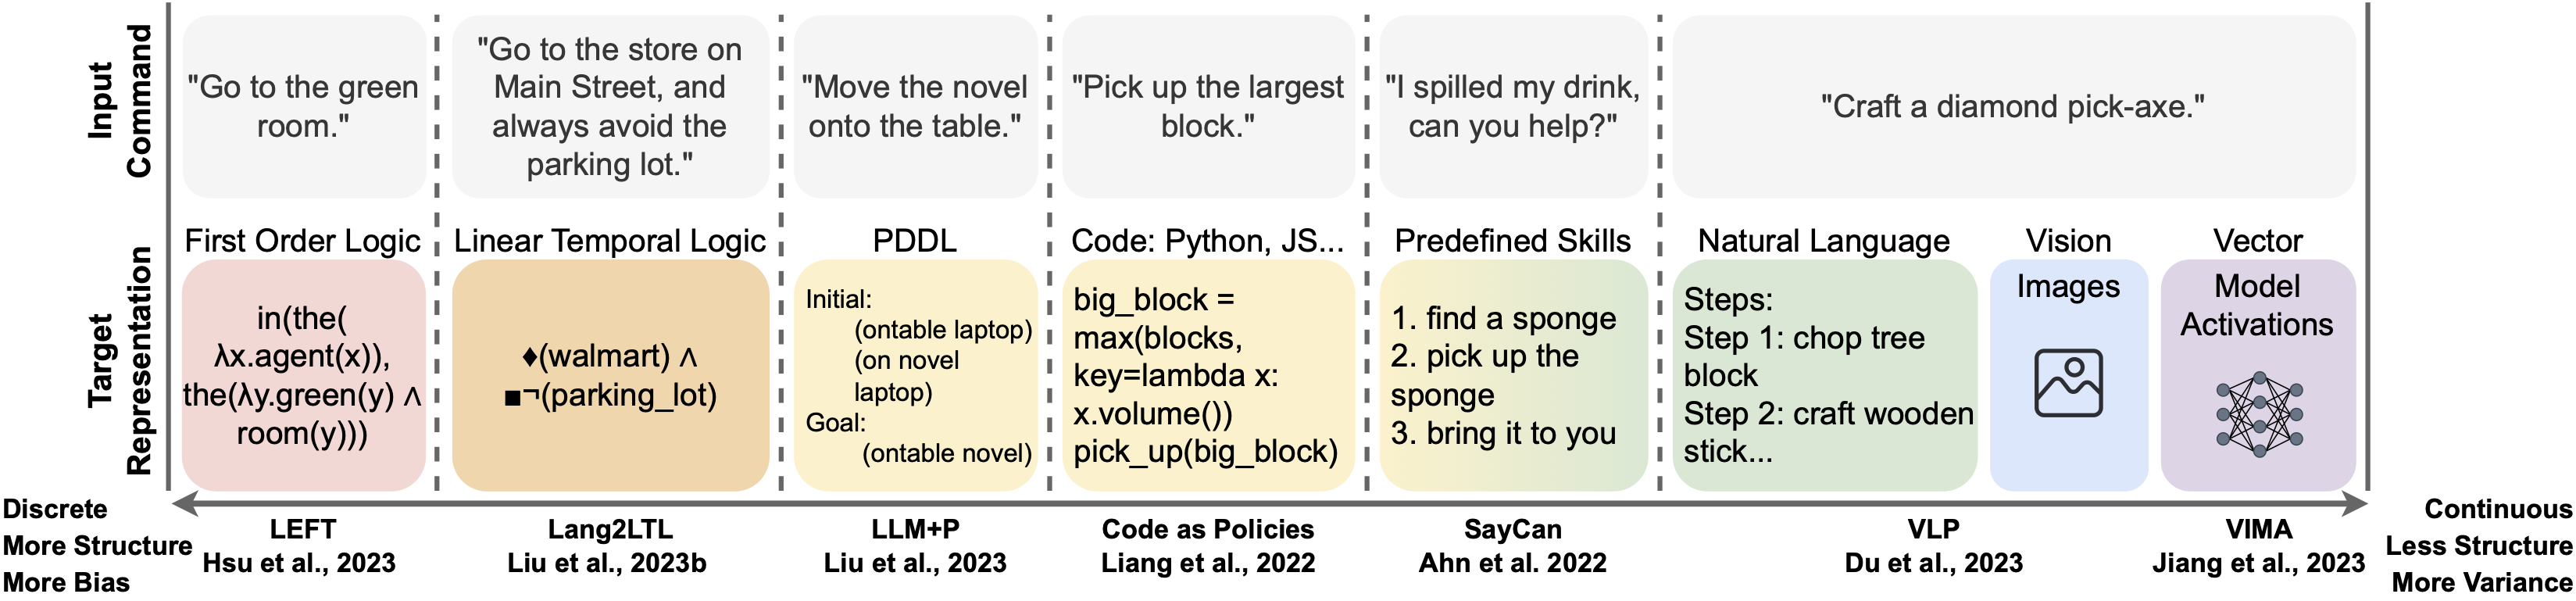 Input
Command
"Go to the green
room."
"Go to the store on
Main Street, and
always avoid the
parking lot."
"Move the novel
onto the table."
"Pick up the largest
block."
"I spilled my drink,
can you help?"
"Craft a diamond pick-axe."
Target
Representation
First Order Logic
in(the(
λx.agent(x)),
the(λy.green(y) ∧
room(y)))
Linear Temporal Logic
♦(walmart) ∧
■¬(parking_lot)
PDDL
Initial:
(ontable laptop)
(on novel
laptop)
Goal:
(ontable novel)
Code: Python, JS...
big_block =
max(blocks,
key=lambda x:
x.volume())
pick_up(big_block)
Predefined Skills
1. find a sponge
2. pick up the
sponge
3. bring it to you
Natural Language
Steps:
Step 1: chop tree
block
Step 2: craft wooden
stick...
Vision
Images
Vector
Model
Activations
Discrete
More Structure
More Bias
LEFT
Hsu et al., 2023
Lang2LTL
Liu et al., 2023b
LLM+P
Liu et al., 2023
Code as Policies
Liang et al., 2022
SayCan
Ahn et al. 2022
VLP
Du et al., 2023
VIMA
Jiang et al., 2023
Continuous
Less Structure
More Variance